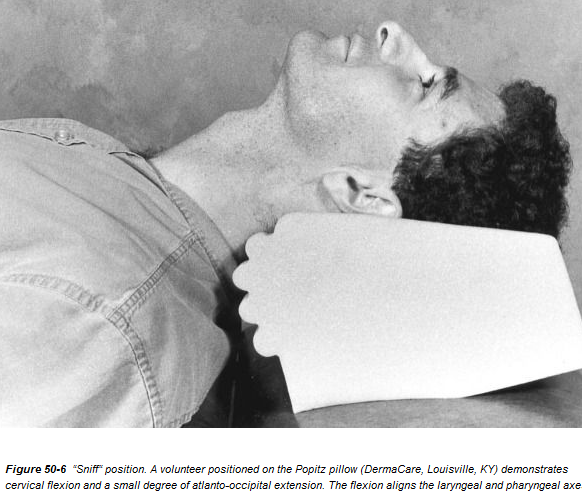 Figure 50-6 "Sniff" position. A volunteer positioned on the Popitz pillow (DermaCare, Louisville, KY) demonstrates
cervical flexion and a small degree of atlanto-occipital extension. The flexion aligns the laryngeal and pharyngeal axe